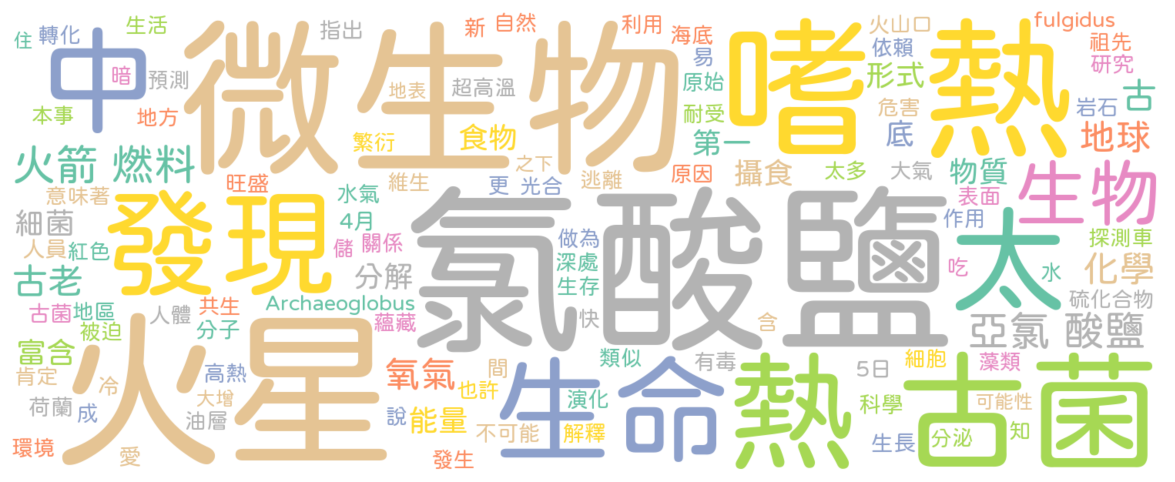 住 轉化 生活 指出 新 自然 利用 海底 火山口 fulgidus
中 暗 預測 微生物 地表 超高溫 易 原始 嗜 依賴 形式 熱 祖先 研究
本事 地方 繁衍 食物 耐受 第一 危害 底 岩石 古 地球
火箭 燃料 旺盛 維生 之下 更 光合 逃離 原因 攝食 太多 大氣 物質 表面 生物
意味著 發現 水氣 4月 氯酸鹽 作用 太 探測車
細菌 人員 紅色 儲 關係 做為 深處 吃 水 化學
古老 分解 生存 硫化合物
古菌 地區 共生 Archaeoglobus 蘊藏 快 含 亞氯 酸鹽
被迫 人體 分子
富含 火星 高熱 氧氣 間 類似 有毒 5日 細胞 藻類
肯定 冷 大增 也許 生命 演化 熱 古菌 可能性
荷蘭 成 油層 說 能量 不可能 解釋 科學 知
環境 愛 發生 生長 分泌